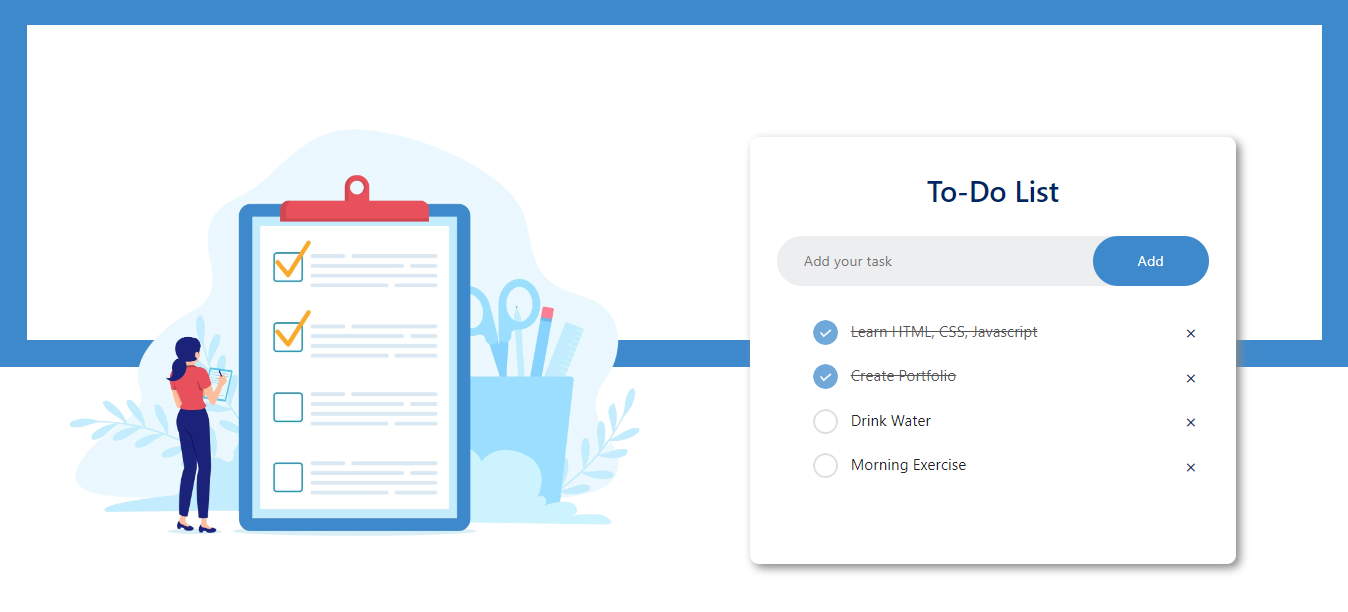 To-Do List
Add your task
Add
Learn HTML, CSS, Javascript
×
Create Portfolio
×
Drink Water
×
Morning Exercise
×